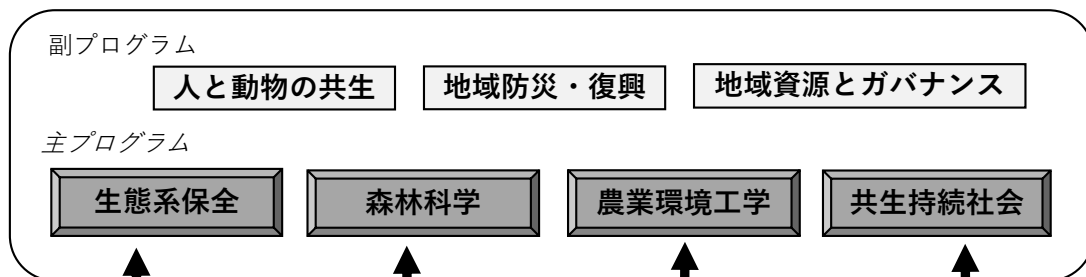 副プログラム
人と動物の共生 地域防災・復興 地域資源とガバナンス
主プログラム
生態系保全 森林科学 農業環境工学 共生持続社会